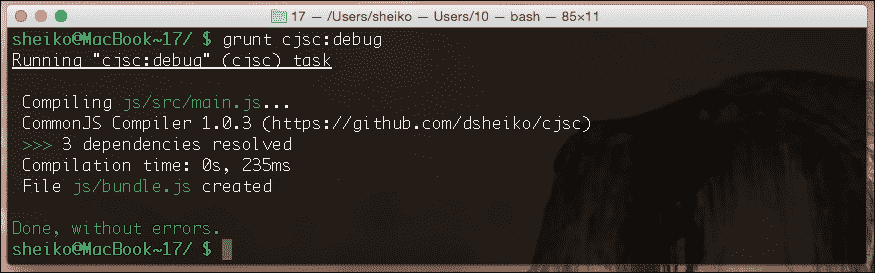 17 — /Users/sheiko — Users/10 — bash — 85×11
sheiko@MacBook~17/ $ grunt cjsc:debug
Running "cjsc:debug" (cjsc) task
Compiling js/src/main.js...
CommonJS Compiler 1.0.3 (https://github.com/dsheiko/cjsc)
>>> 3 dependencies resolved
Compilation time: 0s, 235ms
File js/bundle.js created
Done, without errors.
sheiko@MacBook~17/ $